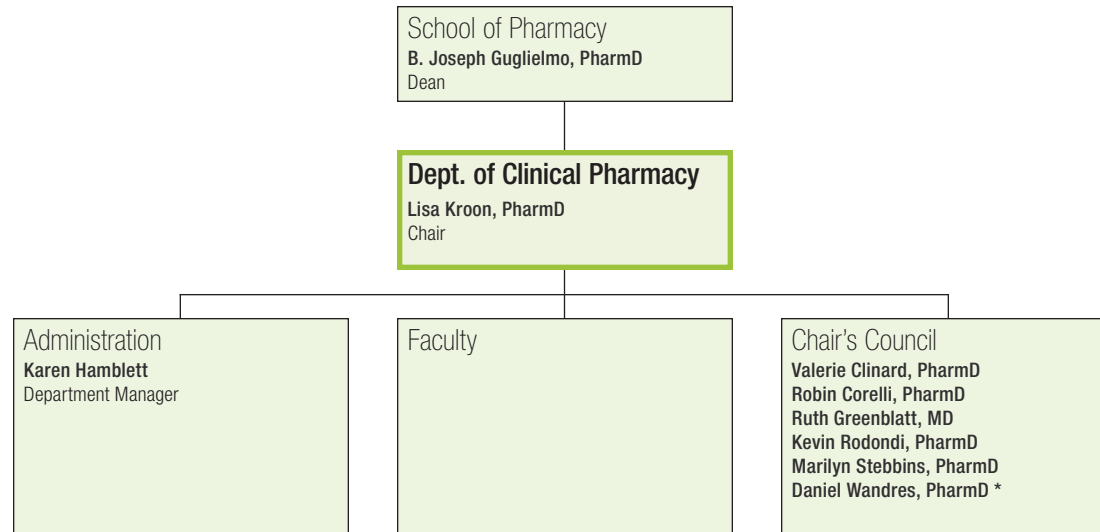 School of Pharmacy
B. Joseph Guglielmo, PharmD
Dean
Dept. of Clinical Pharmacy
Lisa Kroon, PharmD
Chair
Administration
Karen Hamblett
Department Manager
Faculty
Chair's Council
Valerie Clinard, PharmD
Robin Corelli, PharmD
Ruth Greenblatt, MD
Kevin Rodondi, PharmD
Marilyn Stebbins, PharmD
Daniel Wandres, PharmD *